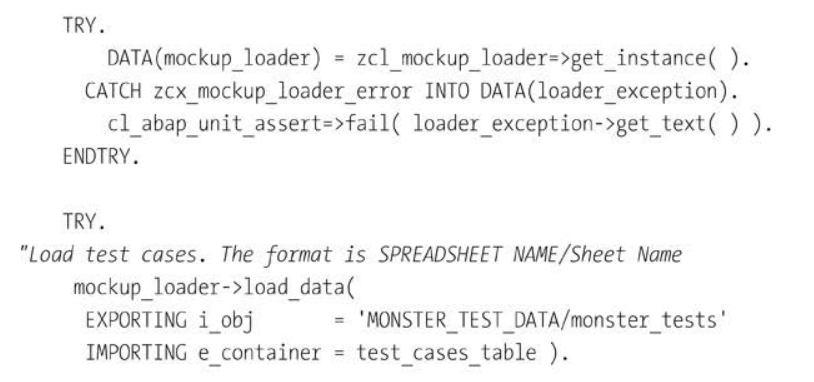 TRY.
DATA(mockup_loader) = zcl_mockup_loader=>get_instance( ).
CATCH zcx_mockup_loader_error INTO DATA(loader_exception).
cl_abap_unit_assert=>fail( loader_exception->get_text( ) ).
ENDTRY.
TRY.
"Load test cases. The format is SPREADSHEET NAME/Sheet Name
mockup_loader->load_data(
EXPORTING i_obj = 'MONSTER_TEST_DATA/monster_tests'
IMPORTING e_container = test_cases_table ).